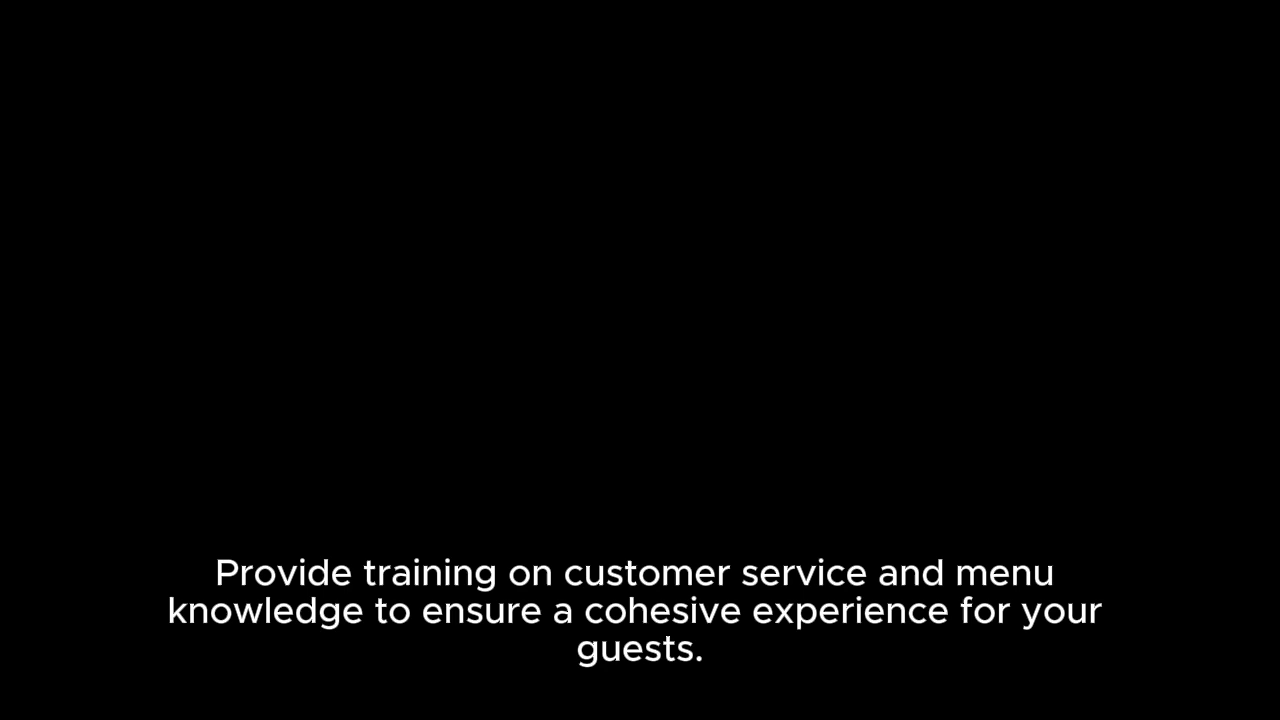 Provide training on customer service and menu
knowledge to ensure a cohesive experience for your
guests.